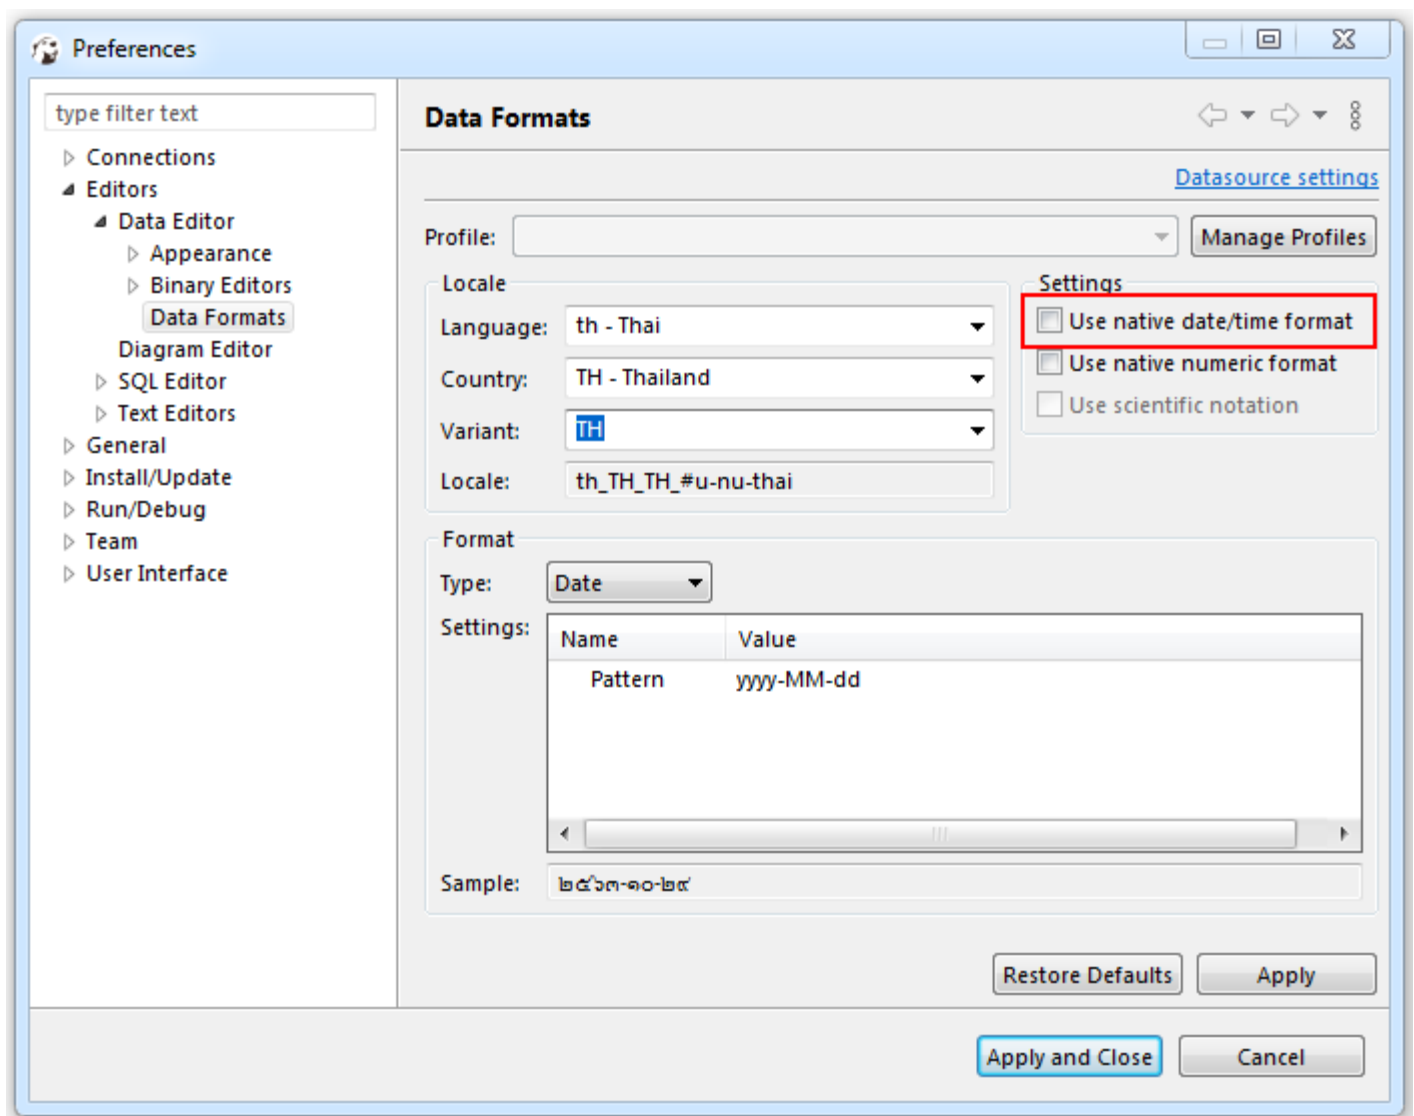 Preferences
type filter text
Connections
Editors
Data Editor
Appearance
Binary Editors
Data Formats
Diagram Editor
SQL Editor
Text Editors
General
Install/Update
Run/Debug
Team
User Interface
Data Formats
Datasource settings
Profile:
Manage Profiles
Locale
Language: th - Thai
Country: TH - Thailand
Variant: TH
Locale: th_TH_TH_#u-nu-thai
Settings
Use native date/time format
Use native numeric format
Use scientific notation
Format
Type: Date
Settings:
Name Value
Pattern yyyy-MM-dd
Sample: ๒๕๖๓-๑๐-๒๙
Restore Defaults Apply
Apply and Close Cancel